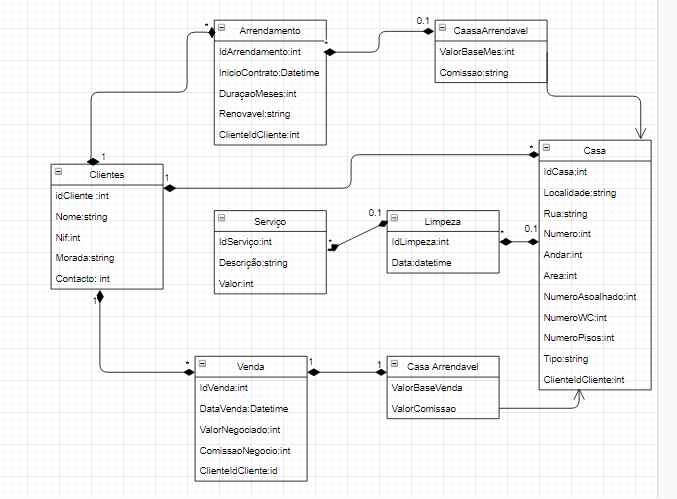 Arrendamento
IdArrendamento:int
InicioContrato:Datetime
DuraçaoMeses:int
Renovavel:string
ClienteIdCliente:int
*
*
0.1
CaasaArrendavel
ValorBaseMes:int
Comissao:string
1
Clientes
idCliente :int
Nome:string
Nif:int
Morada:string
Contacto: int
1
1
*
Casa
IdCasa;int
Localidade:string
Rua:string
Numero:int
Andar:int
Area:int
NumeroAsoalhado:int
NumeroWC:int
NumeroPisos:int
Tipo:string
ClienteIdCliente:int
Serviço
IdServiço:int
Descrição:string
Valor:int
*
0.1
Limpeza
IdLimpeza:int
Data:datetime
*
0.1
*
Venda
IdVenda:int
DataVenda:Datetime
ValorNegociado:int
ComissaoNegocio:int
ClienteIdCliente:id
1
1
Casa Arrendavel
ValorBaseVenda
ValorComissao